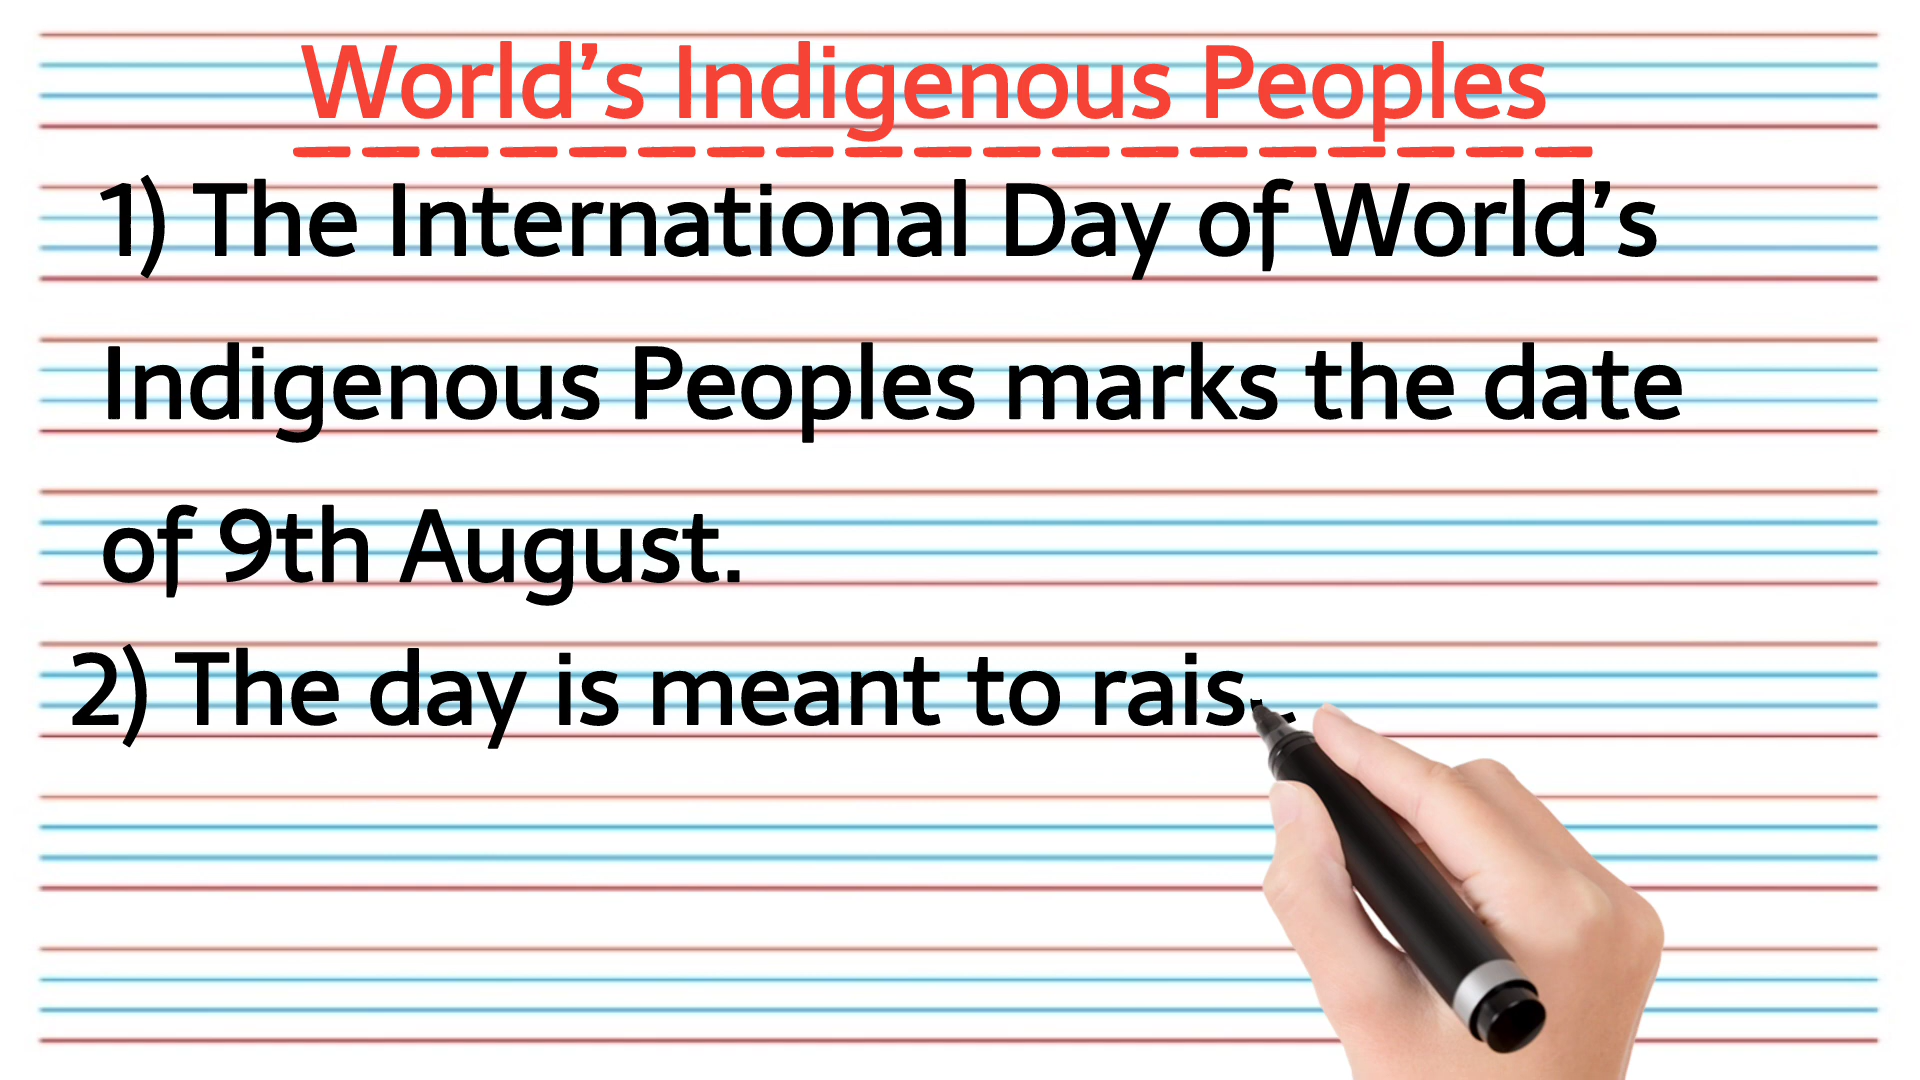 World’s Indigenous Peoples
1) The International Day of World’s
Indigenous Peoples marks the date
of 9th August.
2) The day is meant to rais